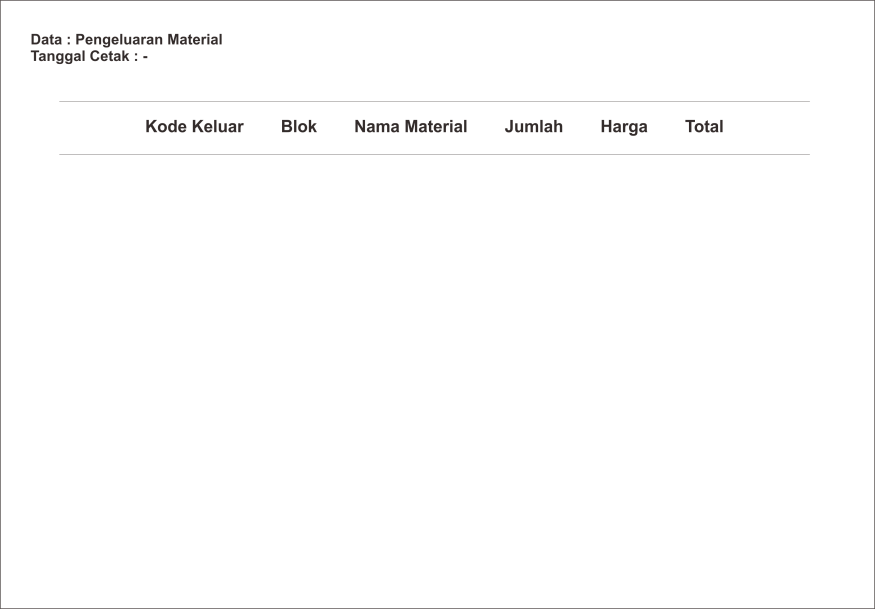 Data : Pengeluaran Material
Tanggal Cetak : -
Kode Keluar Blok Nama Material Jumlah Harga Total